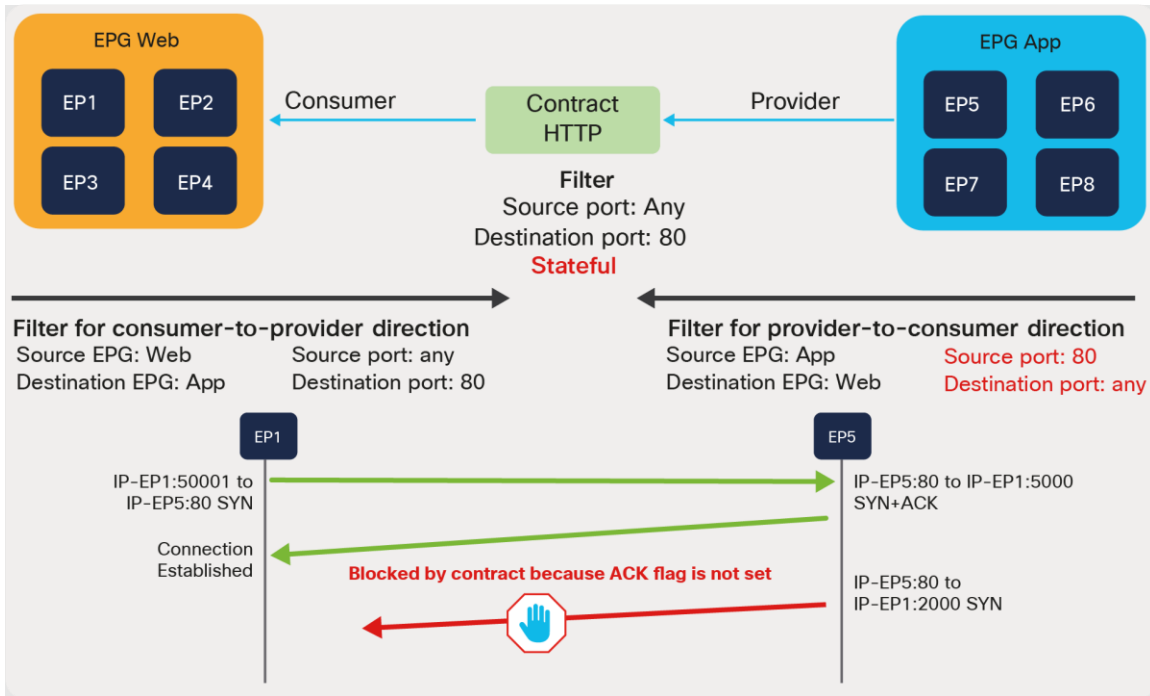 EPG Web
EP1
EP2
EP3
EP4
Consumer
Contract
HTTP
Provider
EPG App
EP5
EP6
EP7
EP8
Filter
Source port: Any
Destination port: 80
Stateful
Filter for consumer-to-provider direction
Source EPG: Web
Source port: any
Destination EPG: App
Destination port: 80
Filter for provider-to-consumer direction
Source EPG: App
Source port: 80
Destination EPG: Web
Destination port: any
EP1
EP5
IP-EP1:50001 to
IP-EP5:80 SYN
IP-EP5:80 to IP-EP1:5000
SYN+ACK
Connection
Established
Blocked by contract because ACK flag is not set
IP-EP5:80 to
IP-EP1:2000 SYN